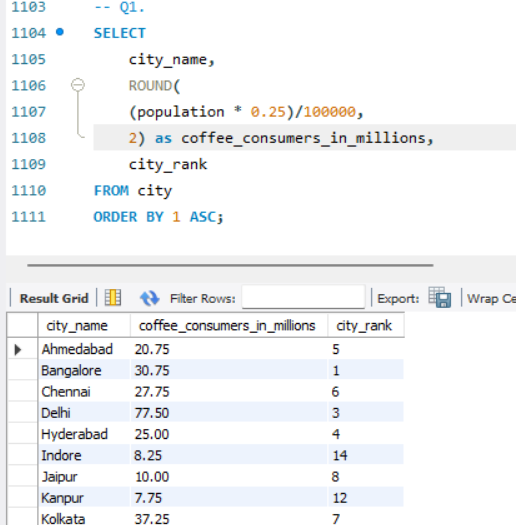 1103 -- Q1.
1104 SELECT
1105 city_name,
1106 ROUND(
1107 (population * 0.25)/100000,
1108 2) as coffee_consumers_in_millions,
1109 city_rank
1110 FROM city
1111 ORDER BY 1 ASC;
Result Grid Filter Rows: Export: Wrap Ce
city_name coffee_consumers_in_millions city_rank
Ahmedabad 20.75 5
Bangalore 30.75 1
Chennai 27.75 6
Delhi 77.50 3
Hyderabad 25.00 4
Indore 8.25 14
Jaipur 10.00 8
Kanpur 7.75 12
Kolkata 37.25 7